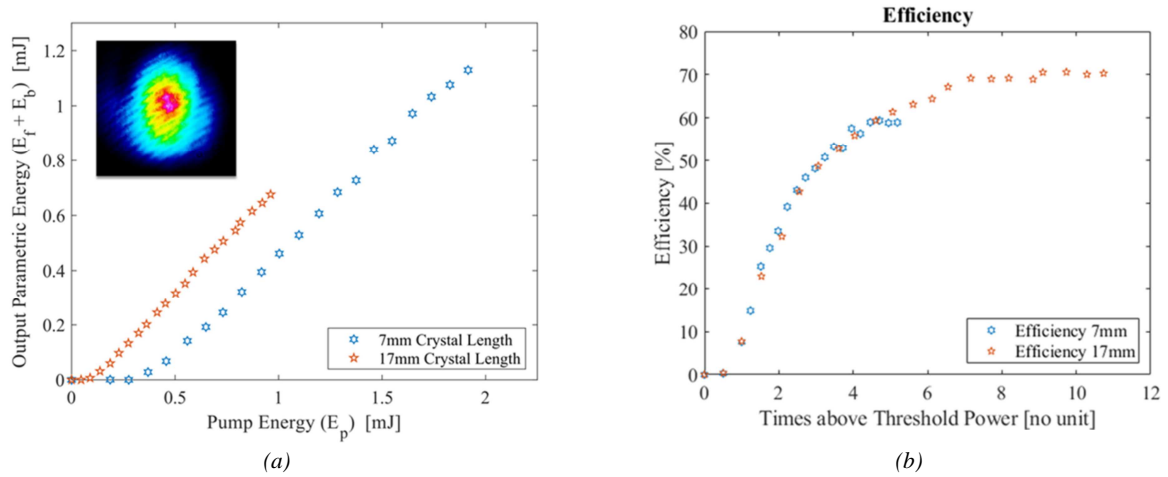 Output Parametric Energy (E_f + E_b) [mJ]
1.2
1
0.8
0.6
0.4
0.2
0
0
0.5
1
1.5
2
7mm Crystal Length
17mm Crystal Length
Pump Energy (E_p) [mJ]
(a)
Efficiency
Efficiency [%]
80
70
60
50
40
30
20
10
0
0
2
4
6
8
10
12
Efficiency 7mm
Efficiency 17mm
Times above Threshold Power [no unit]
(b)